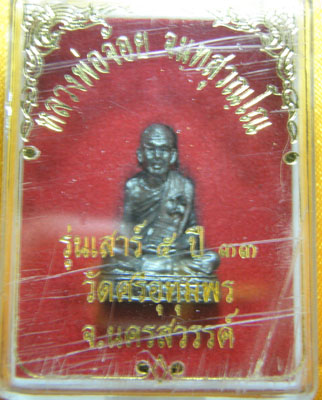 หลวงพ่อจ้อย จนฺทสุวณฺโณ
รุ่นเสาร์ ๕ ปี ๓๗
วัดศรีอุทุมพร
จ.นครสวรรค์